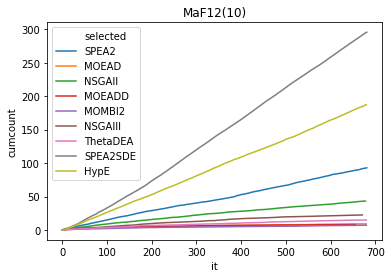 MaF12(10)
300
250
200
150
100
50
0
cumcount
selected
SPEA2
MOEAD
NSGAII
MOEADD
MOMBI2
NSGAIII
ThetaDEA
SPEA2SDE
HypE
0 100 200 300 400 500 600 700
it